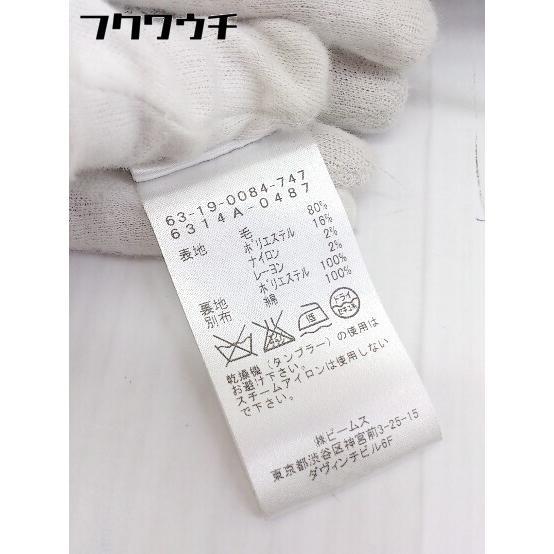 フクワウチ
63-19-0084-747
6314A-0487
表地 毛 80%
ポリエステル 16%
ナイロン 2%
レーヨン 2%
裏地 ポリエステル 100%
別布 綿 100%
低 ドライ
セキユ系
乾燥機(タンブラー)の使用は
お避け下さい。
スチームアイロンは使用しない
で下さい。
㈱ビームス
東京都渋谷区神宮前3-25-15
ダヴィンチビル6F